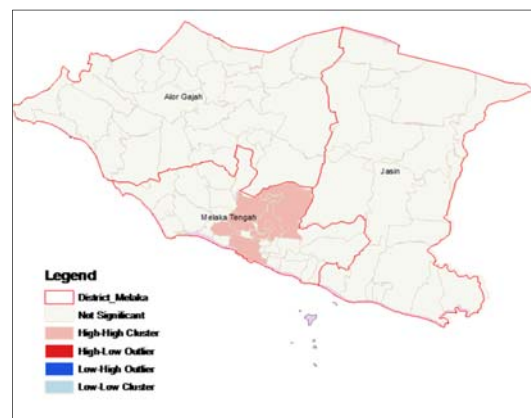 Alor Gajah
Jasin
Melaka Tengah
Legend
District_Melaka
Not Significant
High-High Cluster
High-Low Outlier
Low-High Outlier
Low-Low Cluster